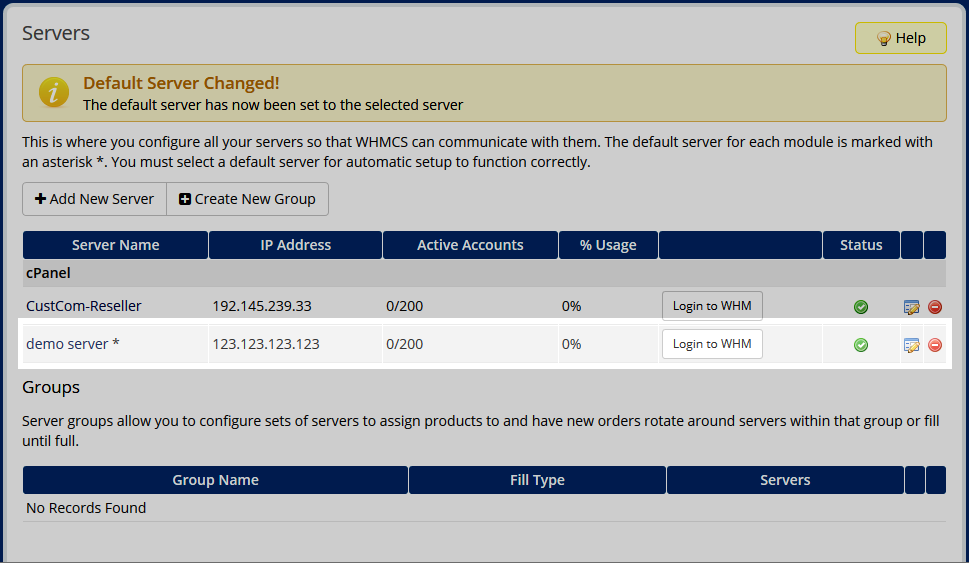 Servers
Help
Default Server Changed!
The default server has now been set to the selected server
This is where you configure all your servers so that WHMCS can communicate with them. The default server for each module is marked with
an asterisk *. You must select a default server for automatic setup to function correctly.
Add New Server Create New Group
Server Name IP Address Active Accounts % Usage Status
cPanel
CustCom-Reseller 192.145.239.33 0/200 0% Login to WHM
demo server * 123.123.123.123 0/200 0% Login to WHM
Groups
Server groups allow you to configure sets of servers to assign products to and have new orders rotate around servers within that group or fill
until full.
Group Name Fill Type Servers
No Records Found